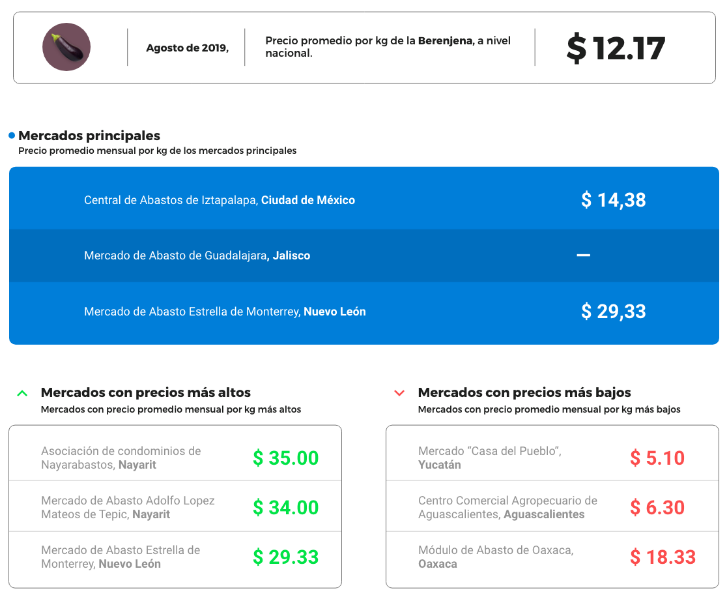 Agosto de 2019,
Precio promedio por kg de la Berenjena, a nivel
nacional.
$ 12.17
Mercados principales
Precio promedio mensual por kg de los mercados principales
Central de Abastos de Iztapalapa, Ciudad de México
$ 14,38
Mercado de Abasto de Guadalajara, Jalisco
—
Mercado de Abasto Estrella de Monterrey, Nuevo León
$ 29,33
Mercados con precios más altos
Mercados con precio promedio mensual por kg más altos
Asociación de condominios de
Nayarabastos, Nayarit
$ 35.00
Mercado de Abasto Adolfo Lopez
Mateos de Tepic, Nayarit
$ 34.00
Mercado de Abasto Estrella de
Monterrey, Nuevo León
$ 29.33
Mercados con precios más bajos
Mercados con precio promedio mensual por kg más bajos
Mercado "Casa del Pueblo",
Yucatán
$ 5.10
Centro Comercial Agropecuario de
Aguascalientes, Aguascalientes
$ 6.30
Módulo de Abasto de Oaxaca,
Oaxaca
$ 18.33